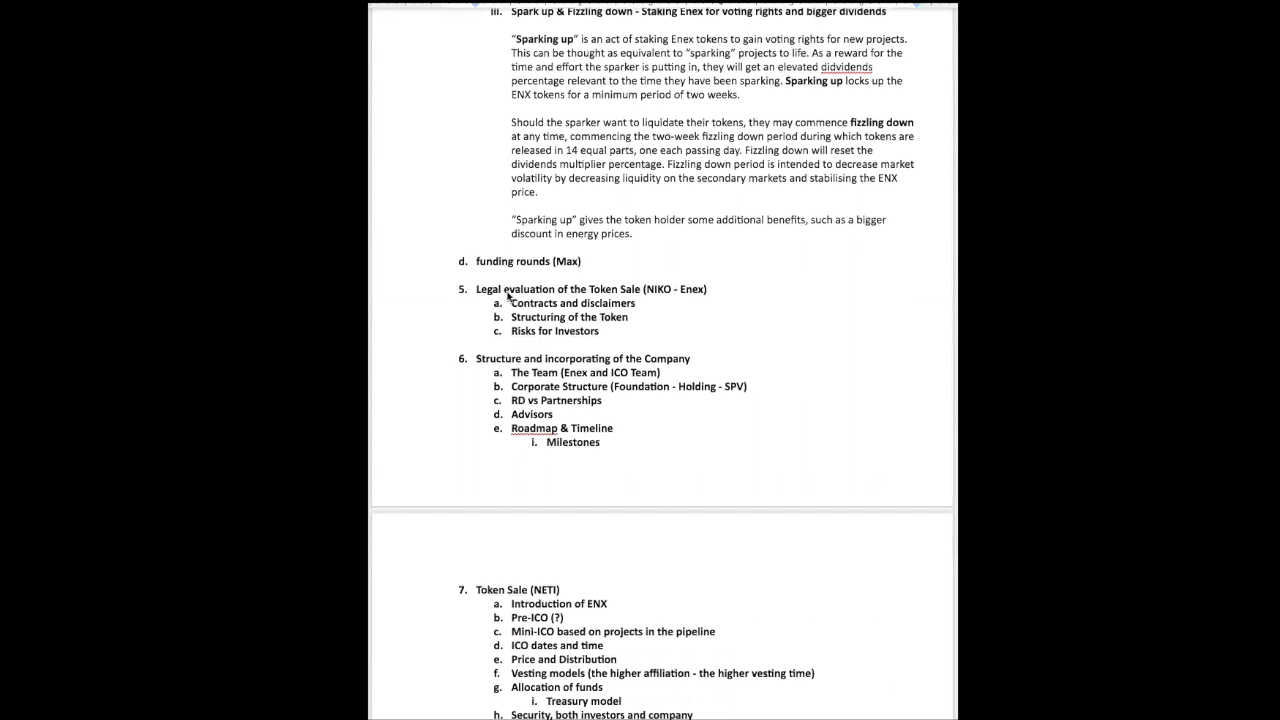 iii. Spark up & Fizzling down - Staking Enex for voting rights and bigger dividends
“Sparking up” is an act of staking Enex tokens to gain voting rights for new projects.
This can be thought as equivalent to “sparking” projects to life. As a reward for the
time and effort the sparker is putting in, they will get an elevated didvidends
percentage relevant to the time they have been sparking. Sparking up locks up the
ENX tokens for a minimum period of two weeks.
Should the sparker want to liquidate their tokens, they may commence fizzling down
at any time, commencing the two-week fizzling down period during which tokens are
released in 14 equal parts, one each passing day. Fizzling down will reset the
dividends multiplier percentage. Fizzling down period is intended to decrease market
volatility by decreasing liquidity on the secondary markets and stabilising the ENX
price.
“Sparking up” gives the token holder some additional benefits, such as a bigger
discount in energy prices.
d. funding rounds (Max)
5. Legal evaluation of the Token Sale (NIKO - Enex)
a. Contracts and disclaimers
b. Structuring of the Token
c. Risks for Investors
6. Structure and incorporating of the Company
a. The Team (Enex and ICO Team)
b. Corporate Structure (Foundation - Holding - SPV)
c. RD vs Partnerships
d. Advisors
e. Roadmap & Timeline
i. Milestones
7. Token Sale (NETI)
a. Introduction of ENX
b. Pre-ICO (?)
c. Mini-ICO based on projects in the pipeline
d. ICO dates and time
e. Price and Distribution
f. Vesting models (the higher affiliation - the higher vesting time)
g. Allocation of funds
i. Treasury model
h. Security, both investors and company